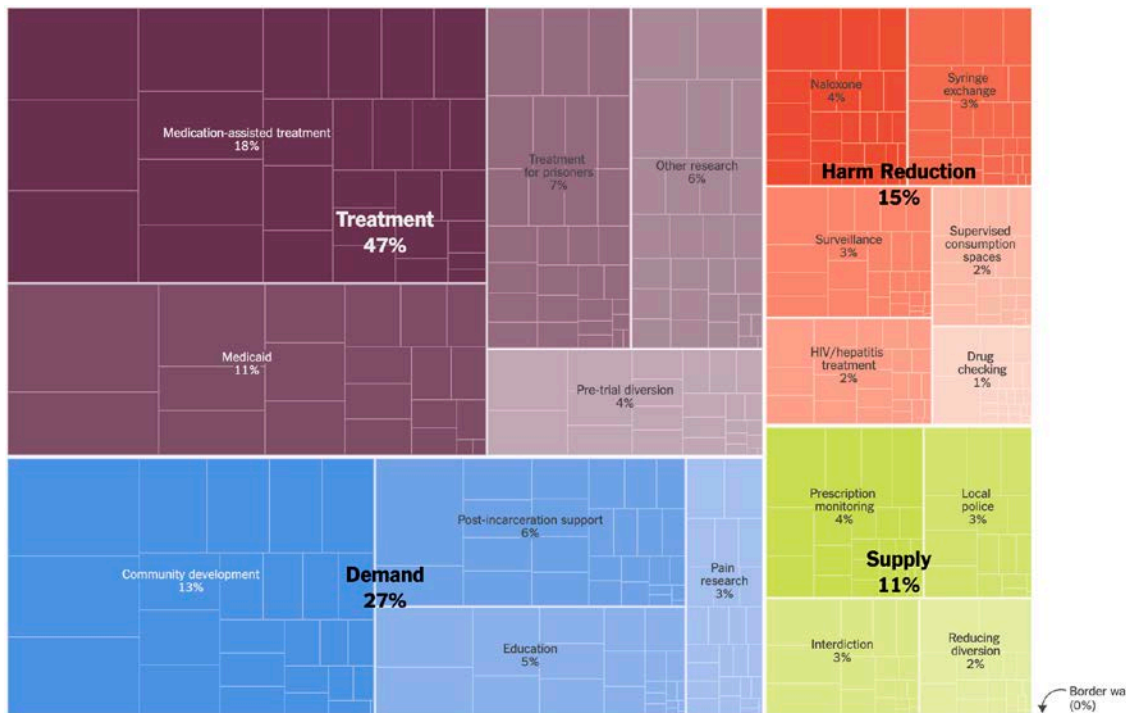 Medication-assisted treatment
18%
Treatment
47%
Medicaid
11%
Treatment
for prisoners
7%
Other research
6%
Pre-trial diversion
4%
Naloxone
4%
Syringe
exchange
3%
Harm Reduction
15%
Surveillance
3%
Supervised
consumption
spaces
2%
HIV/hepatitis
treatment
2%
Drug
checking
1%
Community development
13%
Demand
27%
Post-incarceration support
6%
Education
5%
Pain
research
3%
Prescription
monitoring
4%
Local
police
3%
Supply
11%
Interdiction
3%
Reducing
diversion
2%
Border wa
(0%)